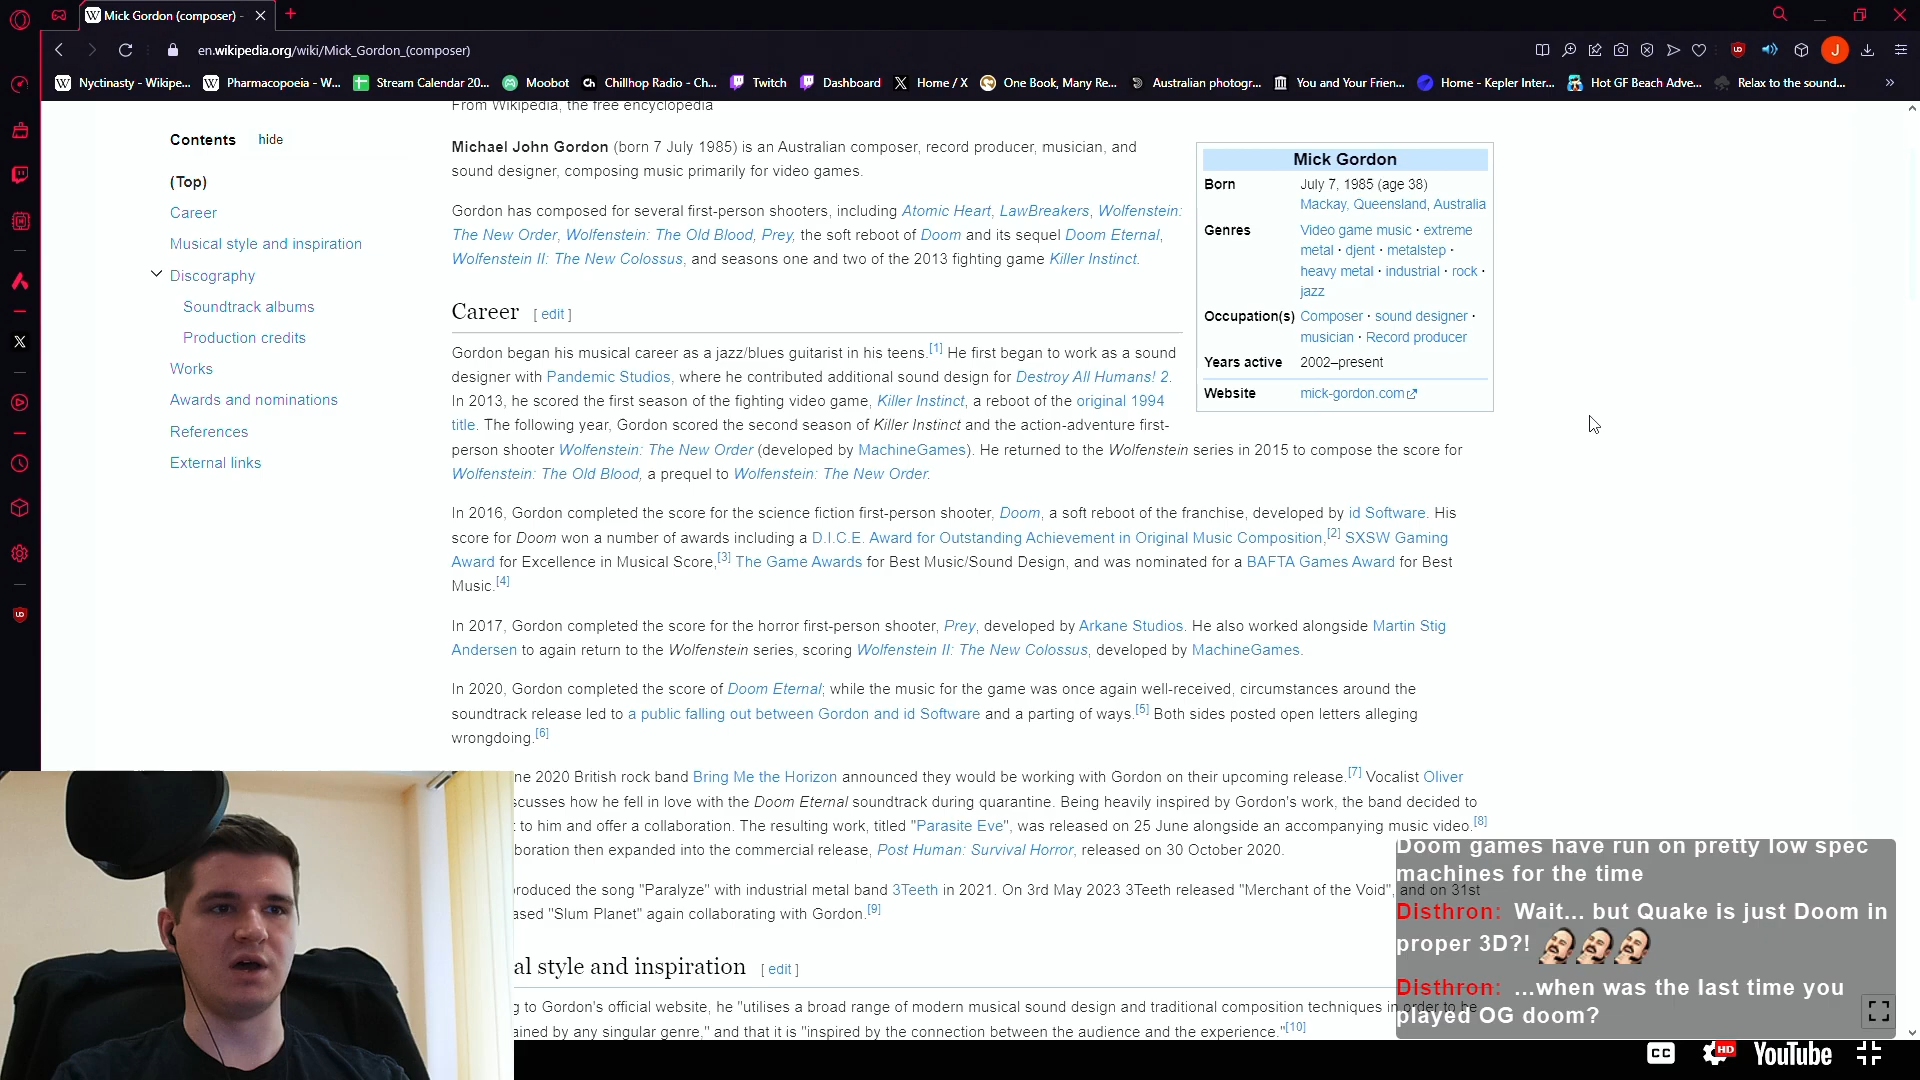 Mick Gordon (composer) -
en.wikipedia.org/wiki/Mick_Gordon_(composer)
J
Nyctinasty - Wikipe...
Pharmacopoeia - W...
Stream Calendar 20...
Moobot
Chillhop Radio - Ch...
Twitch
Dashboard
Home / X
One Book, Many Re...
Australian photogr...
You and Your Frien...
Home - Kepler Inter...
Hot GF Beach Adve...
Relax to the sound...
From Wikipedia, the free encyclopedia
Contents hide
(Top)
Career
Musical style and inspiration
Discography
Soundtrack albums
Production credits
Works
Awards and nominations
References
External links
Michael John Gordon (born 7 July 1985) is an Australian composer, record producer, musician, and
sound designer, composing music primarily for video games.
Gordon has composed for several first-person shooters, including Atomic Heart, LawBreakers, Wolfenstein:
The New Order, Wolfenstein: The Old Blood, Prey, the soft reboot of Doom and its sequel Doom Eternal,
Wolfenstein II: The New Colossus, and seasons one and two of the 2013 fighting game Killer Instinct.
Mick Gordon
Born July 7, 1985 (age 38)
Mackay, Queensland, Australia
Genres Video game music · extreme
metal · djent · metalstep ·
heavy metal · industrial · rock ·
jazz
Occupation(s) Composer · sound designer ·
musician · Record producer
Years active 2002–present
Website mick-gordon.com
Career [ edit ]
Gordon began his musical career as a jazz/blues guitarist in his teens.[1] He first began to work as a sound
designer with Pandemic Studios, where he contributed additional sound design for Destroy All Humans! 2.
In 2013, he scored the first season of the fighting video game, Killer Instinct, a reboot of the original 1994
title. The following year, Gordon scored the second season of Killer Instinct and the action-adventure first-
person shooter Wolfenstein: The New Order (developed by MachineGames). He returned to the Wolfenstein series in 2015 to compose the score for
Wolfenstein: The Old Blood, a prequel to Wolfenstein: The New Order.
In 2016, Gordon completed the score for the science fiction first-person shooter, Doom, a soft reboot of the franchise, developed by id Software. His
score for Doom won a number of awards including a D.I.C.E. Award for Outstanding Achievement in Original Music Composition,[2] SXSW Gaming
Award for Excellence in Musical Score,[3] The Game Awards for Best Music/Sound Design, and was nominated for a BAFTA Games Award for Best
Music.[4]
In 2017, Gordon completed the score for the horror first-person shooter, Prey, developed by Arkane Studios. He also worked alongside Martin Stig
Andersen to again return to the Wolfenstein series, scoring Wolfenstein II: The New Colossus, developed by MachineGames.
In 2020, Gordon completed the score of Doom Eternal; while the music for the game was once again well-received, circumstances around the
soundtrack release led to a public falling out between Gordon and id Software and a parting of ways.[5] Both sides posted open letters alleging
wrongdoing.[6]
ne 2020 British rock band Bring Me the Horizon announced they would be working with Gordon on their upcoming release.[7] Vocalist Oliver
scusses how he fell in love with the Doom Eternal soundtrack during quarantine. Being heavily inspired by Gordon's work, the band decided to
t to him and offer a collaboration. The resulting work, titled "Parasite Eve", was released on 25 June alongside an accompanying music video.[8]
boration then expanded into the commercial release, Post Human: Survival Horror, released on 30 October 2020.
produced the song "Paralyze" with industrial metal band 3Teeth in 2021. On 3rd May 2023 3Teeth released "Merchant of the Void", and on 31st
ased "Slum Planet" again collaborating with Gordon.[9]
al style and inspiration [ edit ]
g to Gordon's official website, he "utilises a broad range of modern musical sound design and traditional composition techniques in order to be
ained by any singular genre," and that it is "inspired by the connection between the audience and the experience."[10]
Doom games have run on pretty low spec
machines for the time
Disthron: Wait... but Quake is just Doom in
proper 3D?!
Disthron: ...when was the last time you
played OG doom?
CC
HD
YouTube